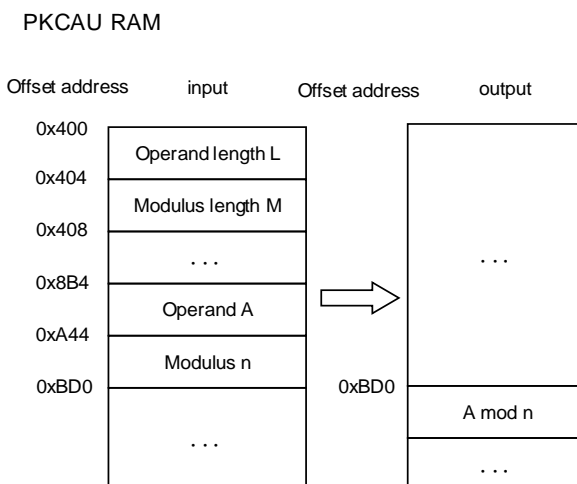 PKCAU RAM
Offset address input Offset address output
0x400
Operand length L
0x404
Modulus length M
0x408
...
...
0x8B4
Operand A
0xA44
Modulus n
0xBD0 0xBD0
A mod n
...
...